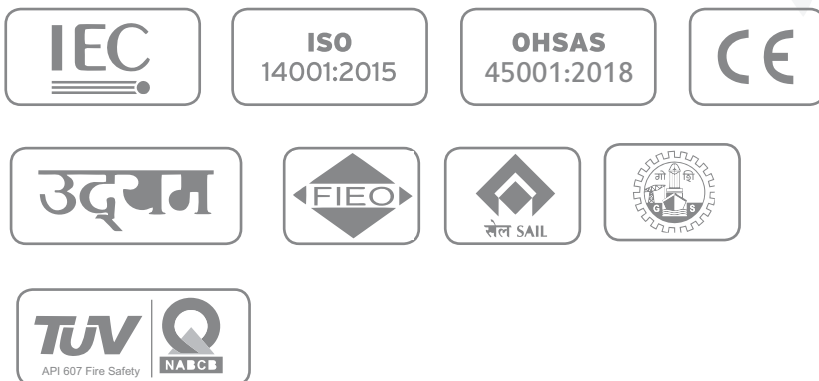 IEC
ISO
14001:2015
OHSAS
45001:2018
CE
उद्यम
FIEO
सेल SAIL
गो शि
G S
TUV
API 607 Fire Safety
NABCB